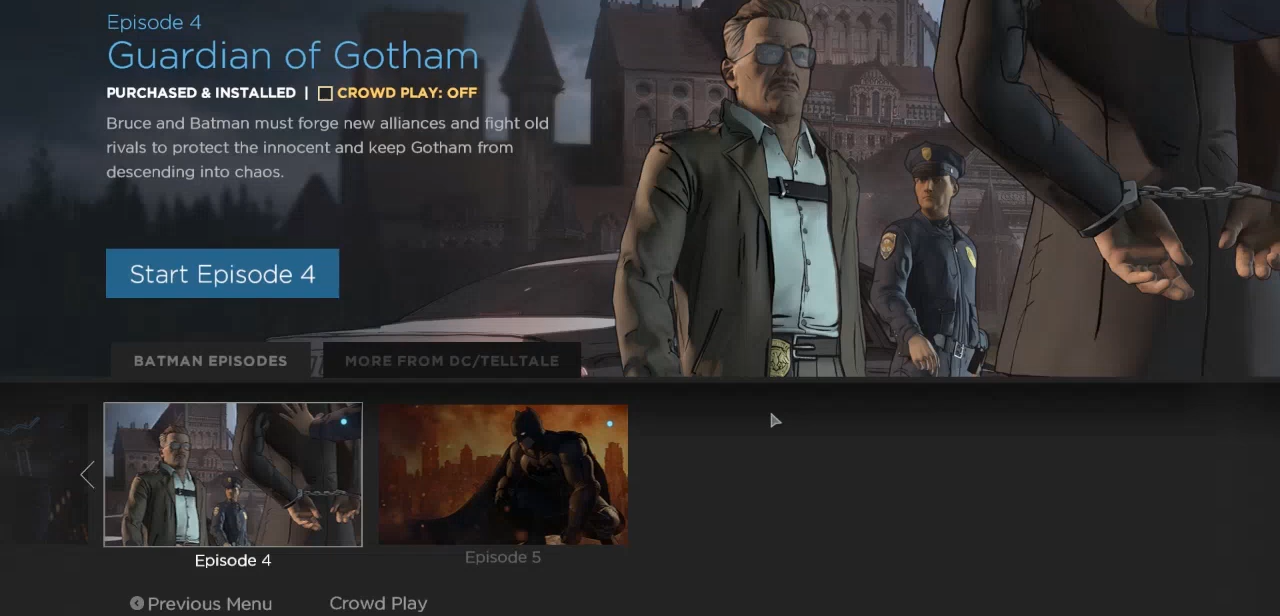 Episode 4
Guardian of Gotham
PURCHASED & INSTALLED | CROWD PLAY: OFF
Bruce and Batman must forge new alliances and fight old
rivals to protect the innocent and keep Gotham from
descending into chaos.
Start Episode 4
BATMAN EPISODES
MORE FROM DC/TELLTALE
Episode 4
Episode 5
Previous Menu
Crowd Play